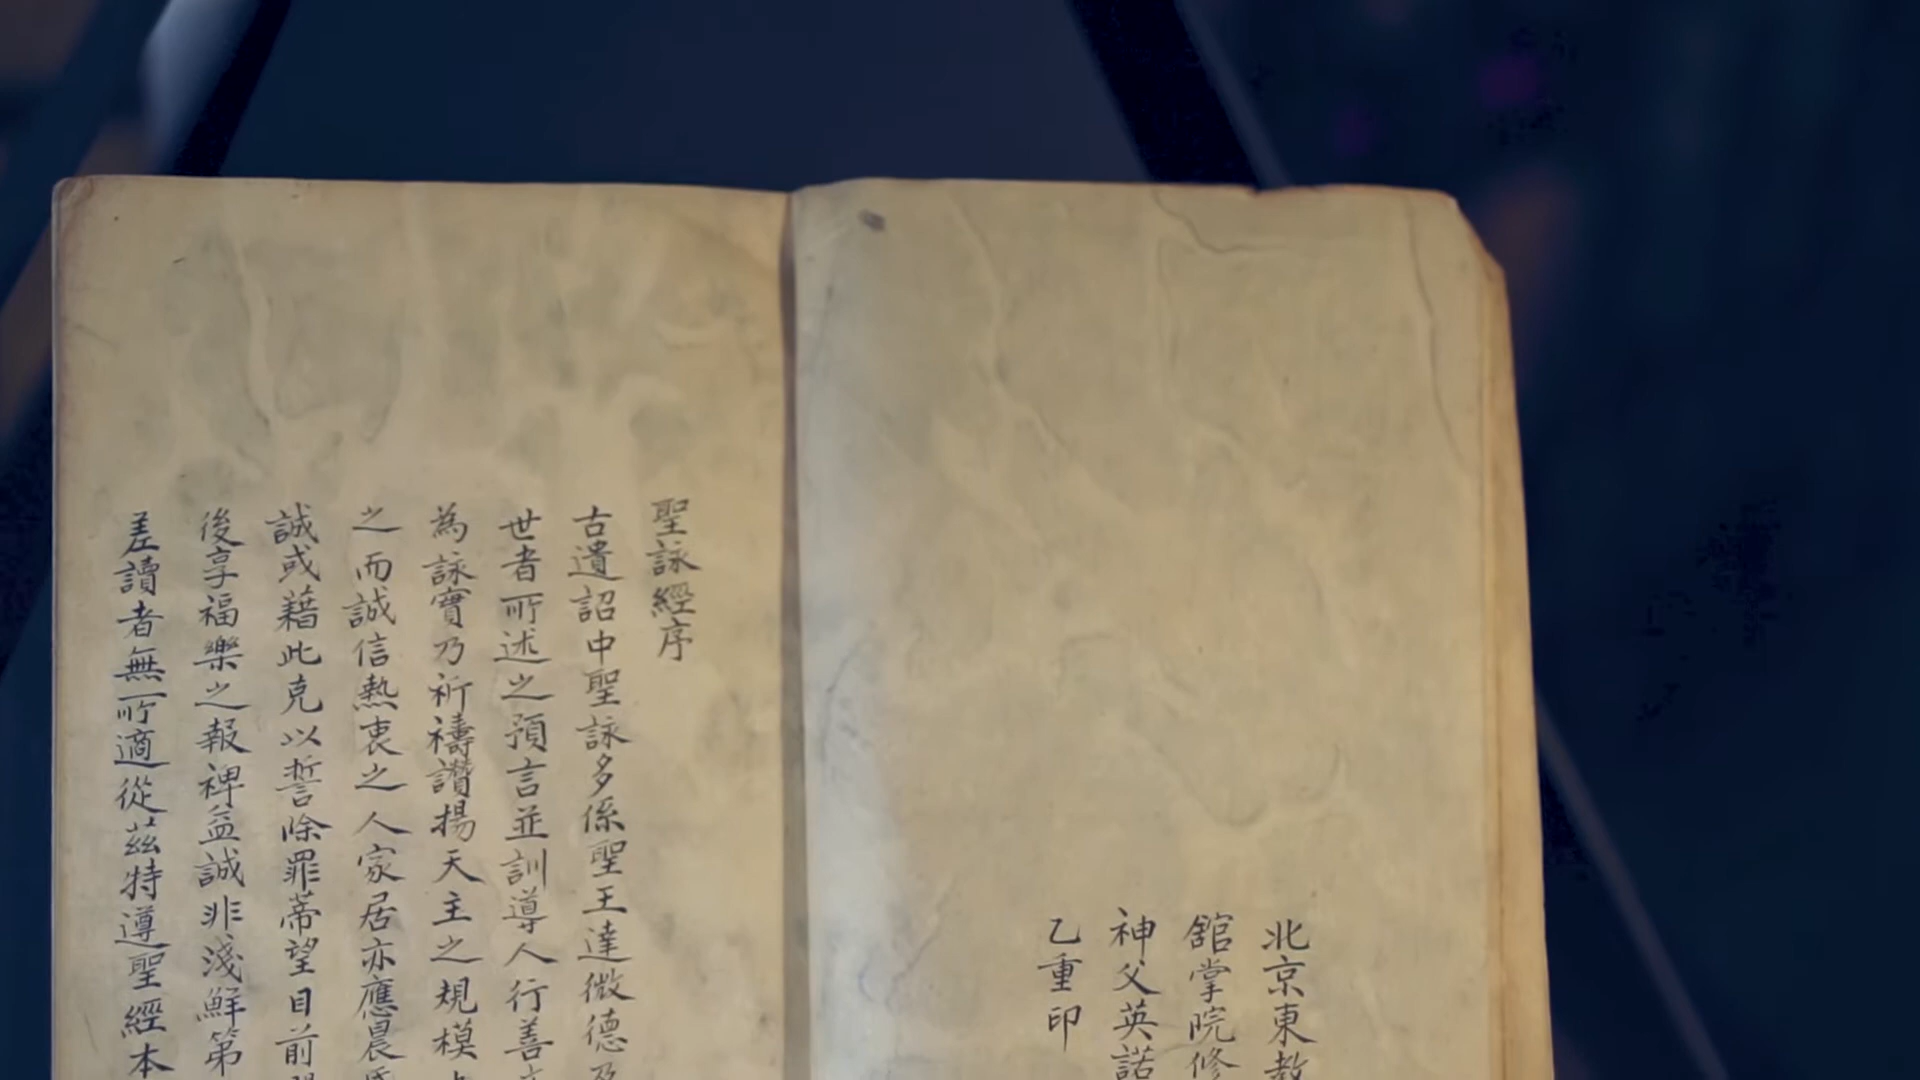 北京東教
舘掌院修
神父英諾
乙重印
聖詠經序
古遺詔中聖詠多係聖王達微德及
世者所述之預言並訓導人行善
為詠實乃祈禱讚揚天主之規模
之而誠信熱衷之人家居亦應晨
誠或藉此克以誓除罪蒂望目前
後享福樂之報裨益誠非淺鮮第
差讀者無所適從茲特遵聖經本